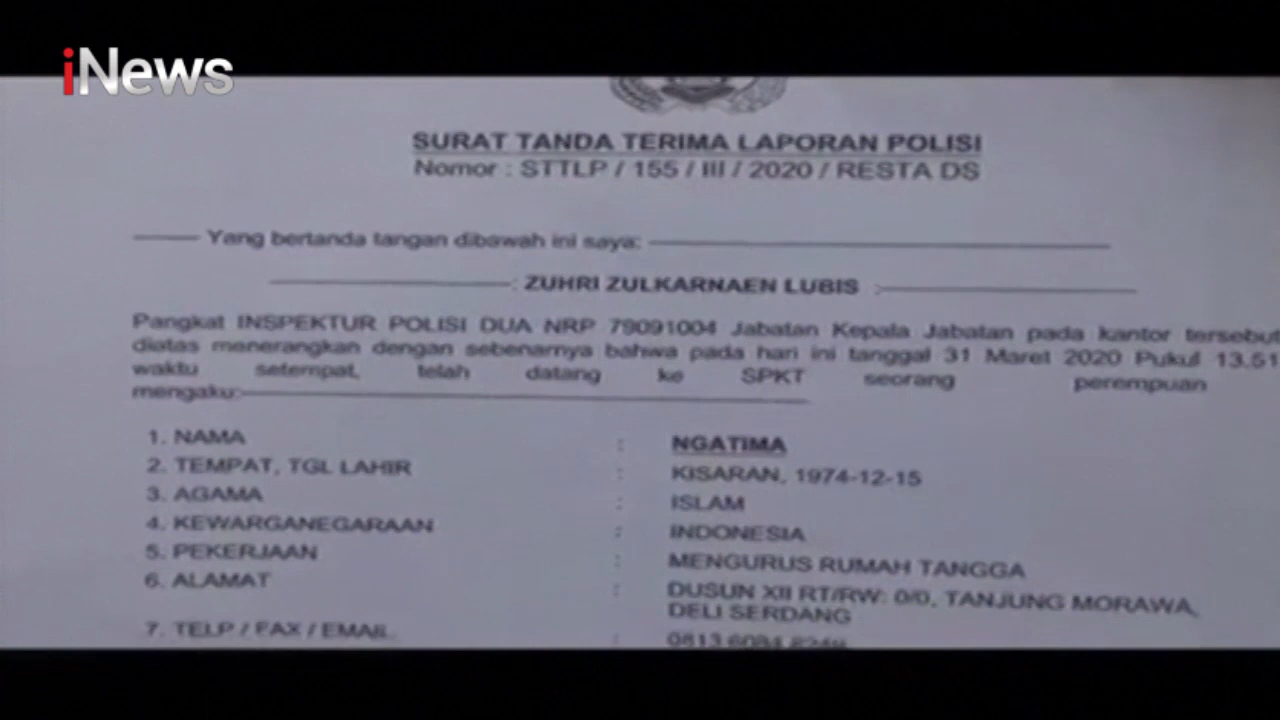 iNews
SURAT TANDA TERIMA LAPORAN POLISI
Nomor : STTLP / 155 / III / 2020 / RESTA DS
Yang bertanda tangan dibawah ini saya:
: ZUHRI ZULKARNAEN LUBIS :
Pangkat INSPEKTUR POLISI DUA NRP 79091004 Jabatan Kepala Jabatan pada kantor tersebut
diatas menerangkan dengan sebenarnya bahwa pada hari ini tanggal 31 Maret 2020 Pukul 13.51
waktu setempat, telah datang ke SPKT seorang perempuan
mengaku:
1. NAMA : NGATIMA
2. TEMPAT, TGL LAHIR : KISARAN, 1974-12-15
3. AGAMA : ISLAM
4. KEWARGANEGARAAN : INDONESIA
5. PEKERJAAN : MENGURUS RUMAH TANGGA
6. ALAMAT : DUSUN XII RT/RW: 0/0, TANJUNG MORAWA,
DELI SERDANG
7. TELP / FAX / EMAIL : 0813